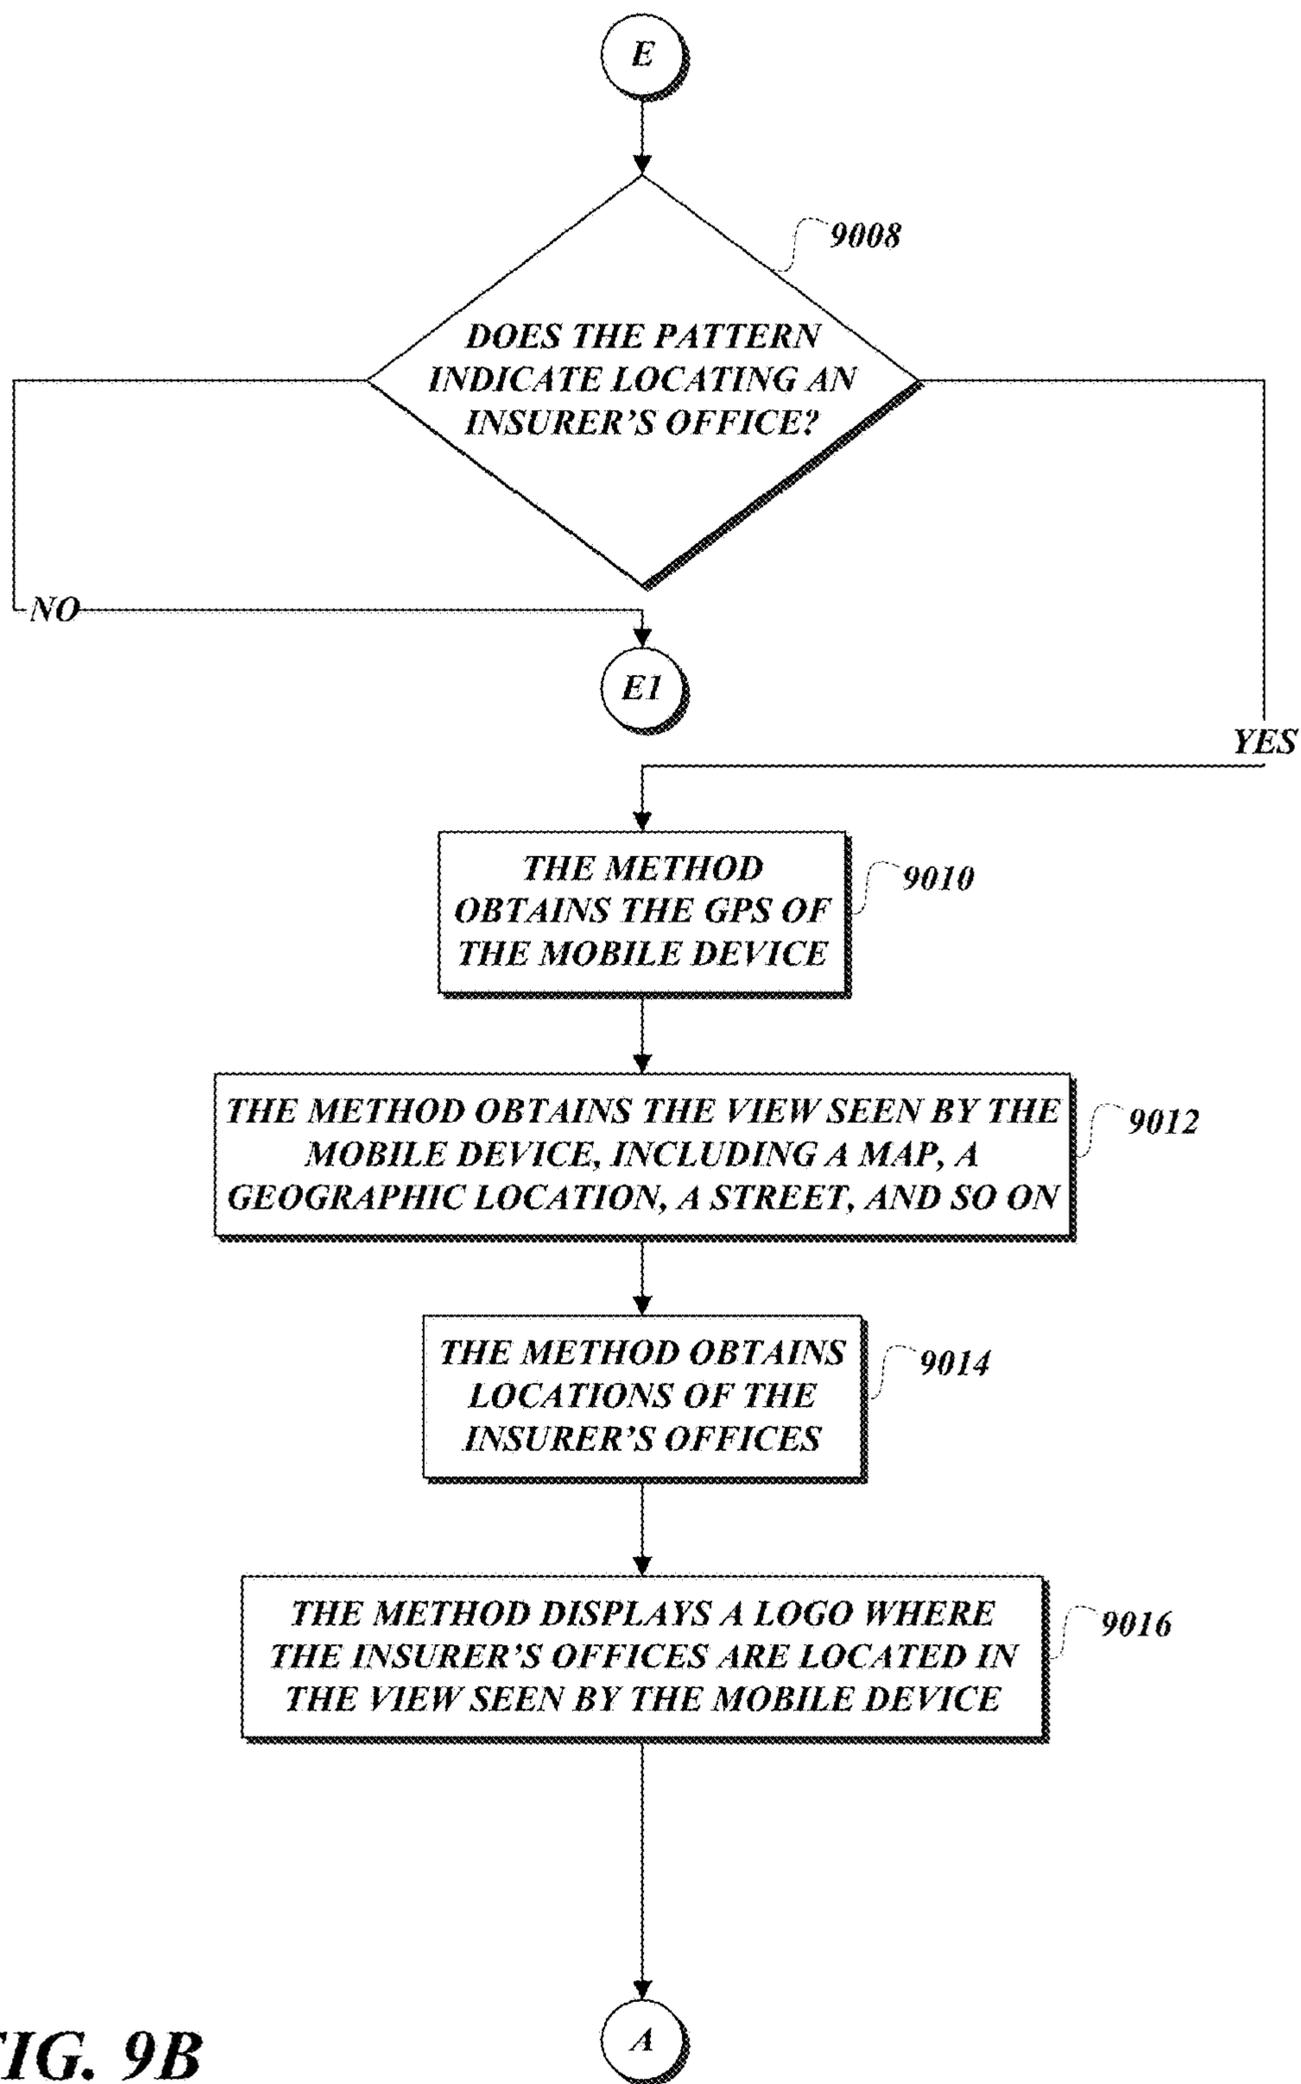 E
9008
DOES THE PATTERN
INDICATE LOCATING AN
INSURER'S OFFICE?
NO
E1
YES
THE METHOD
OBTAINS THE GPS OF
THE MOBILE DEVICE
9010
THE METHOD OBTAINS THE VIEW SEEN BY THE
MOBILE DEVICE, INCLUDING A MAP, A
GEOGRAPHIC LOCATION, A STREET, AND SO ON
9012
THE METHOD OBTAINS
LOCATIONS OF THE
INSURER'S OFFICES
9014
THE METHOD DISPLAYS A LOGO WHERE
THE INSURER'S OFFICES ARE LOCATED IN
THE VIEW SEEN BY THE MOBILE DEVICE
9016
A
FIG. 9B